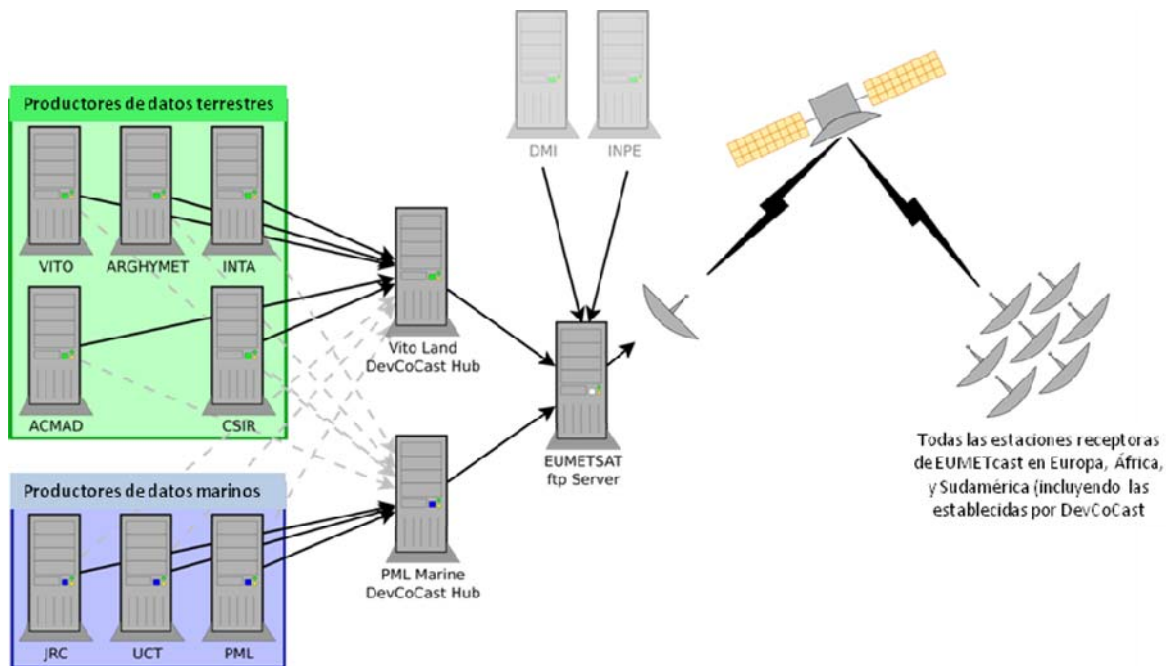 Productores de datos terrestres
VITO
ARGHYMET
INTA
ACMAD
CSIR
Productores de datos marinos
JRC
UCT
PML
Vito Land
DevCoCast Hub
PML Marine
DevCoCast Hub
DMI
INPE
EUMETSAT
ftp Server
Todas las estaciones receptoras
de EUMETcast en Europa, África,
y Sudamérica (incluyendo las
establecidas por DevCoCast